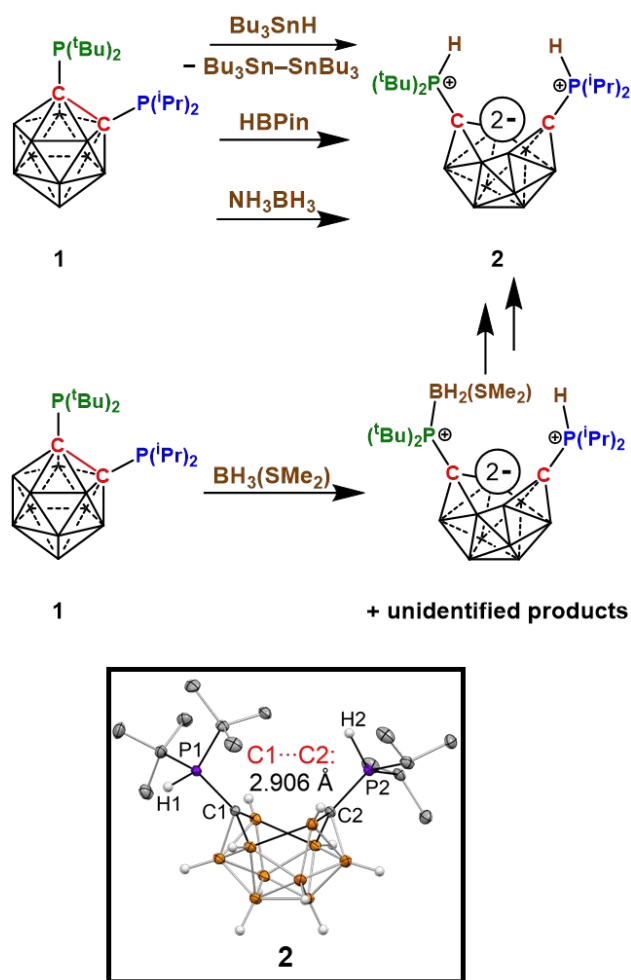 P(ᵗBu)₂
C
C
P(ⁱPr)₂
1
Bu₃SnH
− Bu₃Sn–SnBu₃
HBPin
NH₃BH₃
H
H
(ᵗBu)₂P⊕
⊕P(ⁱPr)₂
C
2-
C
2
P(ᵗBu)₂
C
C
P(ⁱPr)₂
1
BH₃(SMe₂)
BH₂(SMe₂)
H
(ᵗBu)₂P⊕
⊕P(ⁱPr)₂
C
2-
C
+ unidentified products
H2
P1
C1···C2:
2.906 Å
P2
H1
C1
C2
2